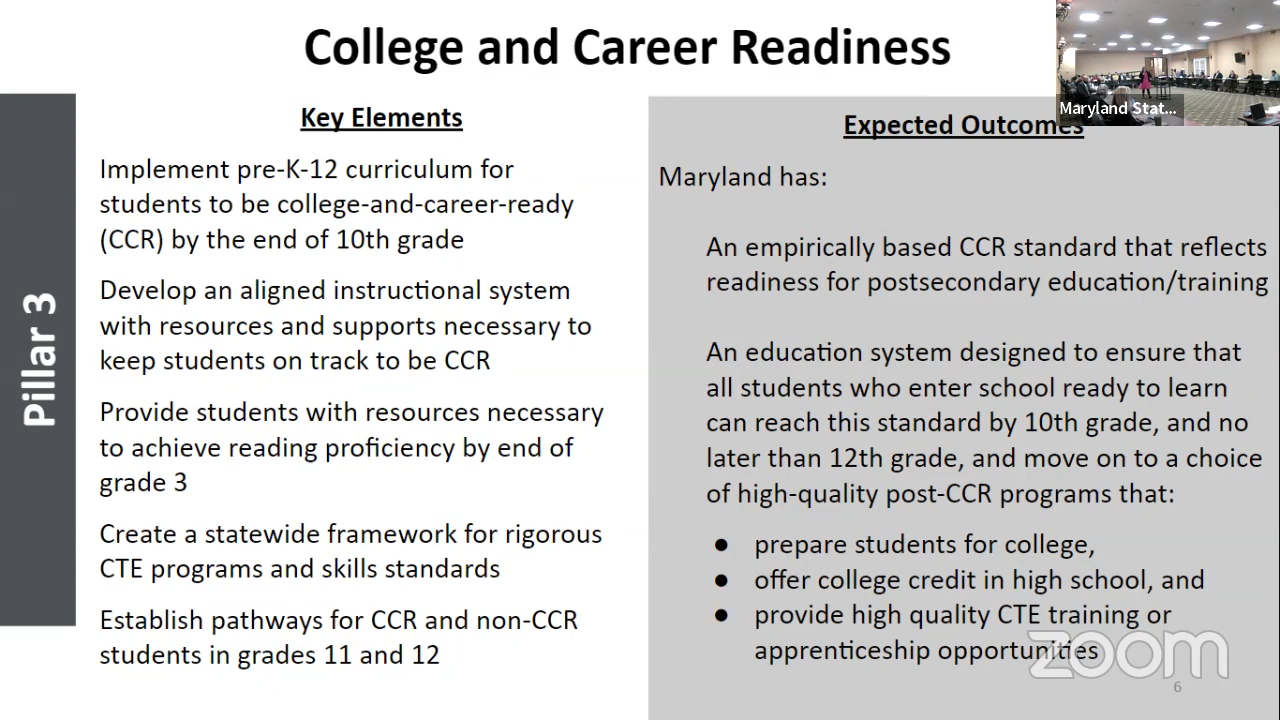 College and Career Readiness
Maryland Stat...
Pillar 3
Key Elements
Implement pre-K-12 curriculum for
students to be college-and-career-ready
(CCR) by the end of 10th grade
Develop an aligned instructional system
with resources and supports necessary to
keep students on track to be CCR
Provide students with resources necessary
to achieve reading proficiency by end of
grade 3
Create a statewide framework for rigorous
CTE programs and skills standards
Establish pathways for CCR and non-CCR
students in grades 11 and 12
Expected Outcomes
Maryland has:
An empirically based CCR standard that reflects
readiness for postsecondary education/training
An education system designed to ensure that
all students who enter school ready to learn
can reach this standard by 10th grade, and no
later than 12th grade, and move on to a choice
of high-quality post-CCR programs that:
● prepare students for college,
● offer college credit in high school, and
● provide high quality CTE training or
apprenticeship opportunities
zoom
6